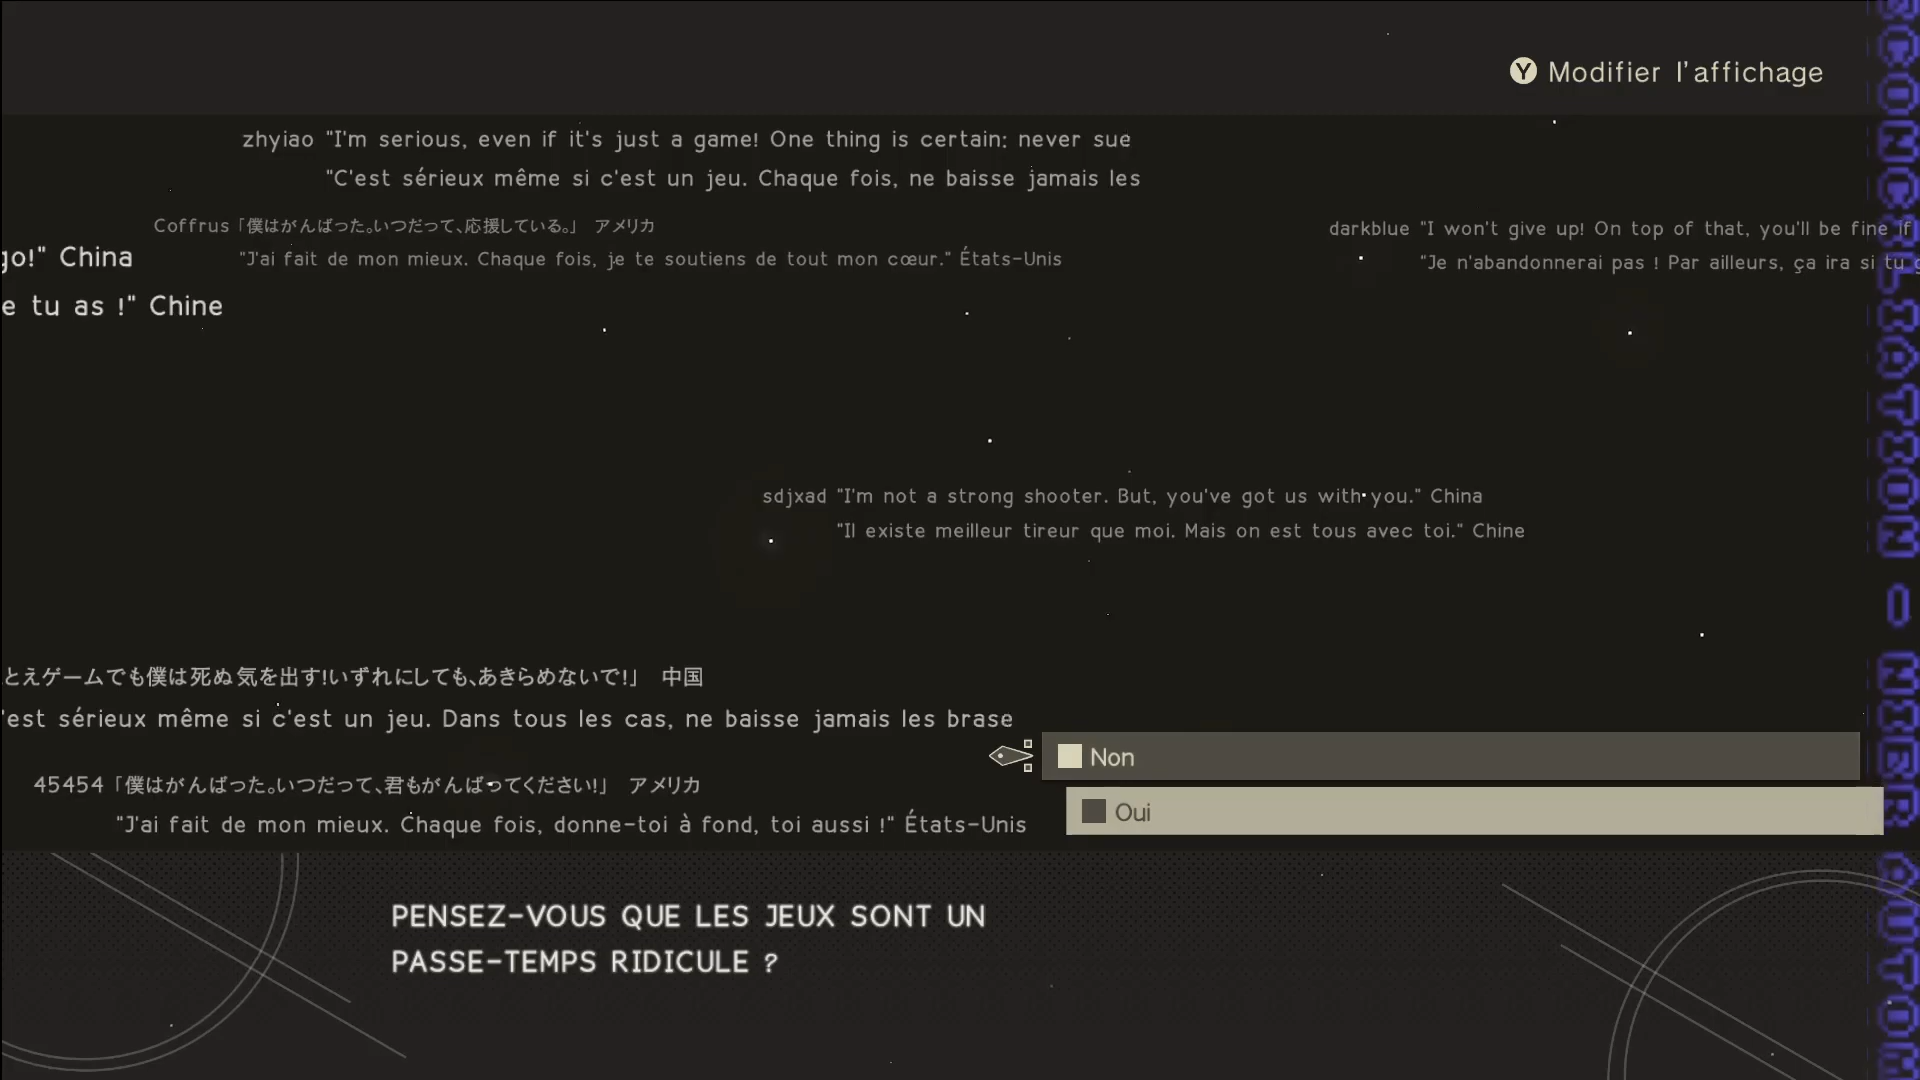 Y Modifier l'affichage
zhyiao "I'm serious, even if it's just a game! One thing is certain: never sue
"C'est sérieux même si c'est un jeu. Chaque fois, ne baisse jamais les
Coffrus「僕はがんばった。いつだって、応援している。」 アメリカ
"J'ai fait de mon mieux. Chaque fois, je te soutiens de tout mon cœur." États-Unis
darkblue "I won't give up! On top of that, you'll be fine if
"Je n'abandonnerai pas ! Par ailleurs, ça ira si tu
go!" China
e tu as !" Chine
sdjxad "I'm not a strong shooter. But, you've got us with you." China
"Il existe meilleur tireur que moi. Mais on est tous avec toi." Chine
とえゲームでも僕は死ぬ気を出す!いずれにしても、あきらめないで!」 中国
'est sérieux même si c'est un jeu. Dans tous les cas, ne baisse jamais les brase
45454「僕はがんばった。いつだって、君もがんばってください!」 アメリカ
"J'ai fait de mon mieux. Chaque fois, donne-toi à fond, toi aussi !" États-Unis
Non
Oui
PENSEZ-VOUS QUE LES JEUX SONT UN
PASSE-TEMPS RIDICULE ?